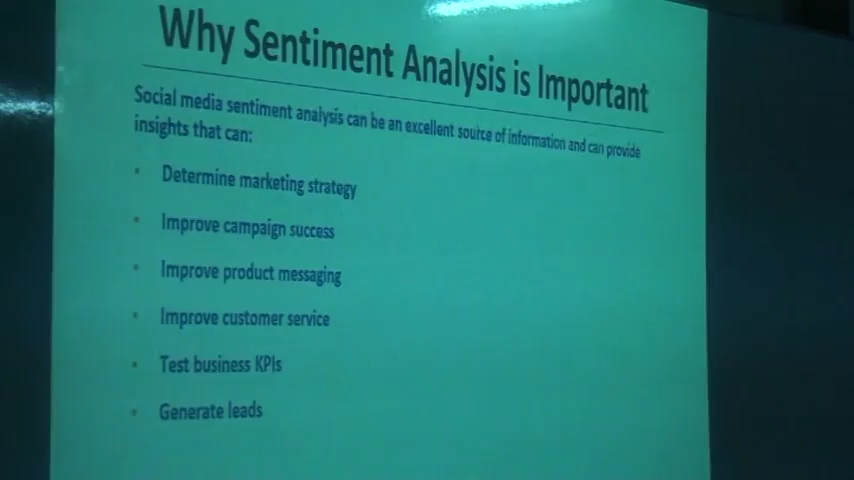 Why Sentiment Analysis is Important
Social media sentiment analysis can be an excellent source of information and can provide
insights that can:
• Determine marketing strategy
• Improve campaign success
• Improve product messaging
• Improve customer service
• Test business KPIs
• Generate leads